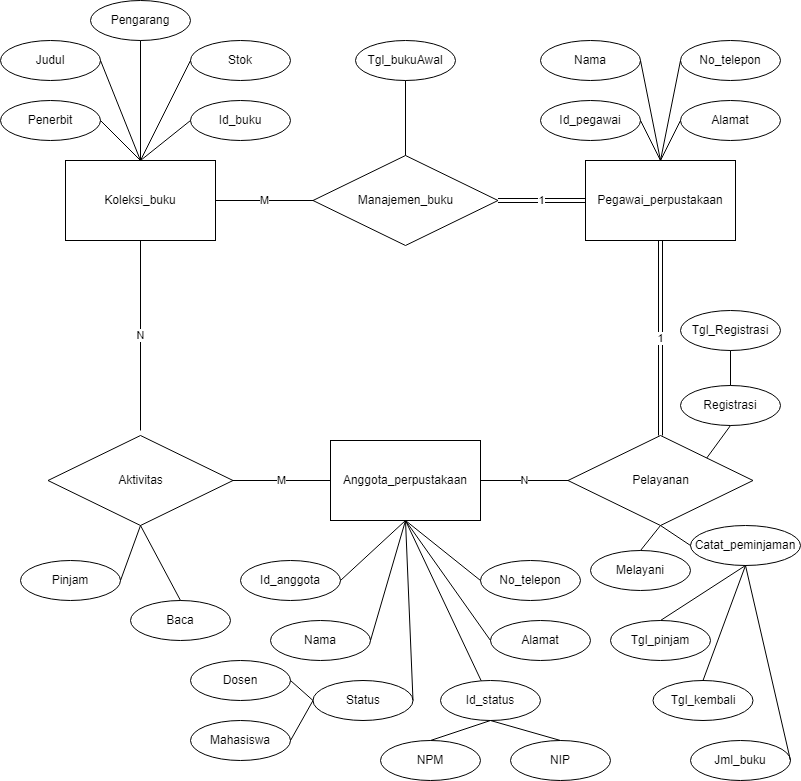 Pengarang
Judul
Stok
Tgl_bukuAwal
Nama
No_telepon
Penerbit
Id_buku
Id_pegawai
Alamat
Koleksi_buku
M
Manajemen_buku
1
Pegawai_perpustakaan
N
1
Tgl_Registrasi
Registrasi
Aktivitas
M
Anggota_perpustakaan
N
Pelayanan
Catat_peminjaman
Pinjam
Id_anggota
No_telepon
Melayani
Baca
Nama
Alamat
Tgl_pinjam
Dosen
Status
Id_status
Tgl_kembali
Mahasiswa
NPM
NIP
Jml_buku